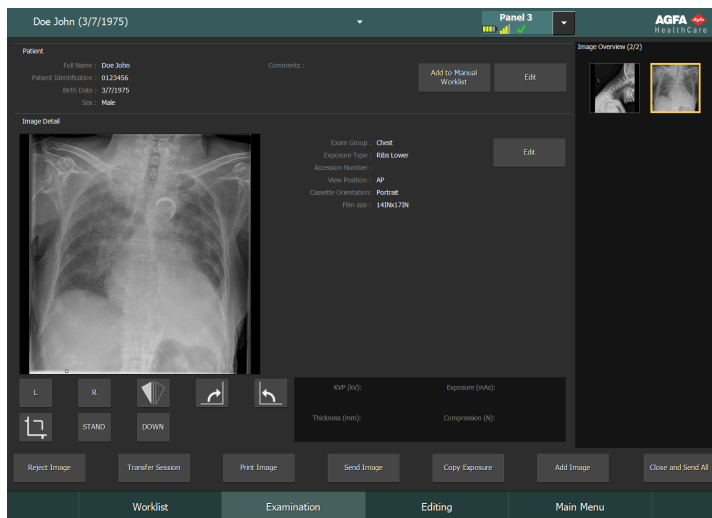 Doe John (3/7/1975)
Panel 3
AGFA
HealthCare
Patient
Full Name : Doe John
Comments :
Patient Identification : 0123456
Birth Date : 3/7/1975
Sex : Male
Add to Manual
Worklist
Edit
Image Overview (2/2)
L
Image Detail
Exam Group : Chest
Exposure Type : Ribs Lower
Accession Number :
View Position : AP
Cassette Orientation: Portrait
Film size : 14INx17IN
Edit
L
R
STAND
DOWN
KVP (kV):
Exposure (mAs):
Thickness (mm):
Compression (N):
Reject Image
Transfer Session
Print Image
Send Image
Copy Exposure
Add Image
Close and Send All
Worklist
Examination
Editing
Main Menu